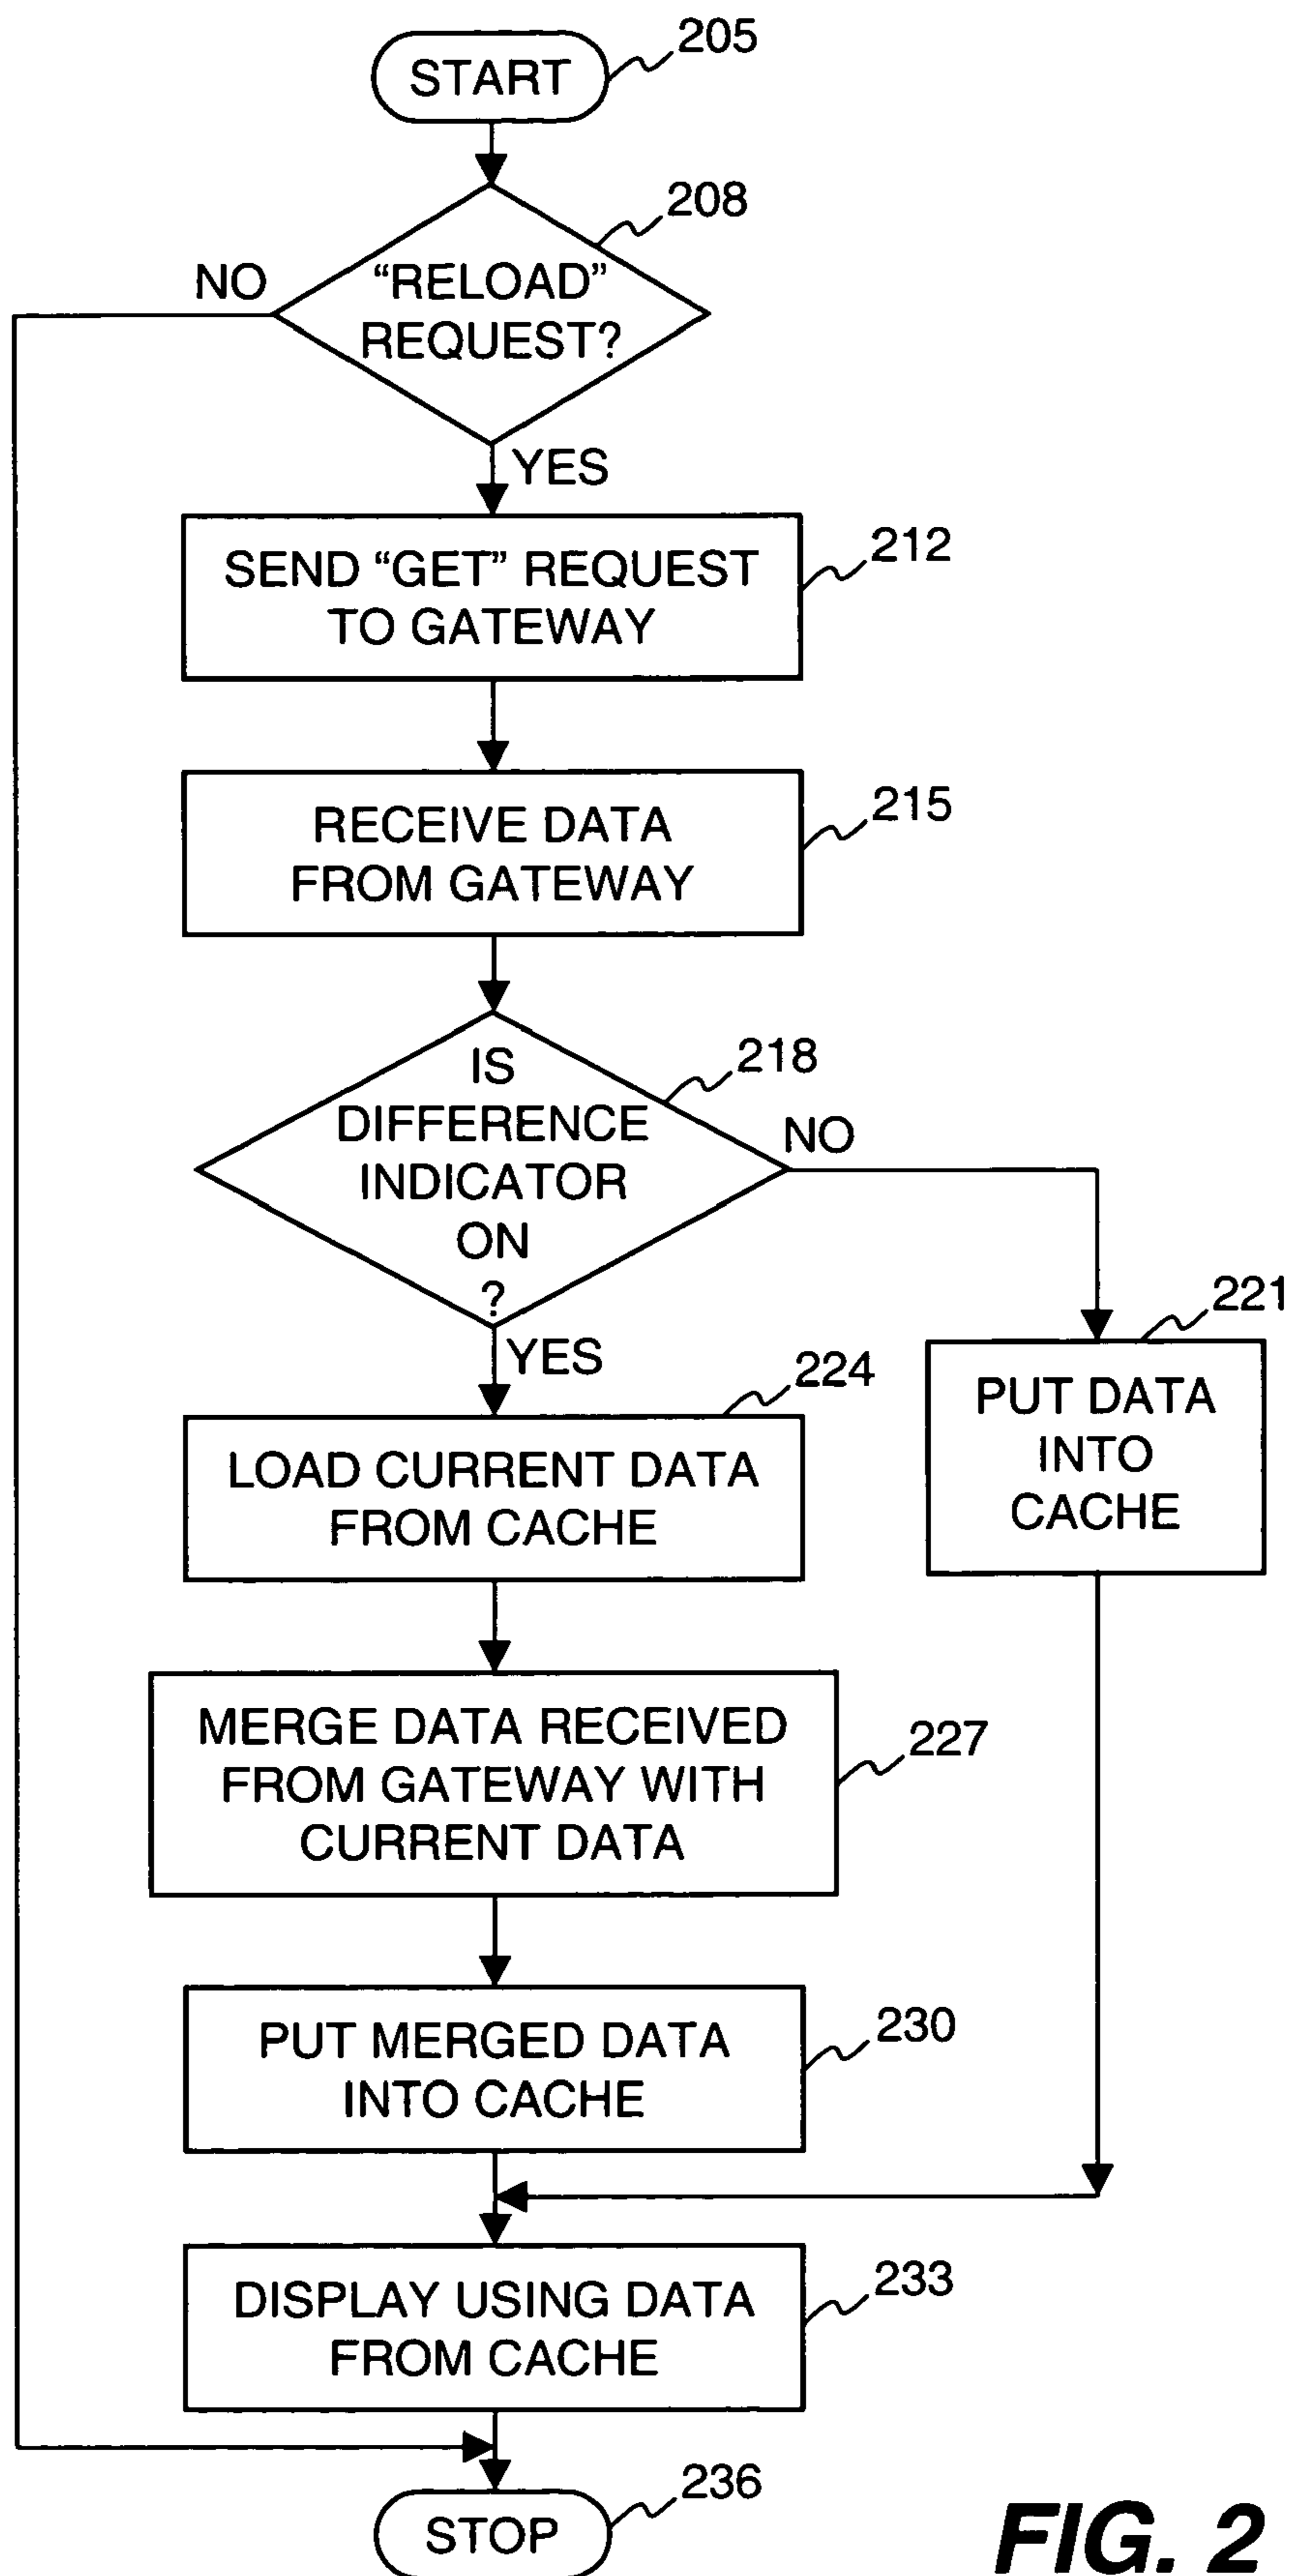 START
205
208
NO
“RELOAD”
REQUEST?
YES
SEND “GET” REQUEST
TO GATEWAY
212
RECEIVE DATA
FROM GATEWAY
215
IS
DIFFERENCE
INDICATOR
ON
?
218
NO
YES
221
PUT DATA
INTO
CACHE
224
LOAD CURRENT DATA
FROM CACHE
MERGE DATA RECEIVED
FROM GATEWAY WITH
CURRENT DATA
227
PUT MERGED DATA
INTO CACHE
230
DISPLAY USING DATA
FROM CACHE
233
STOP
236
FIG. 2